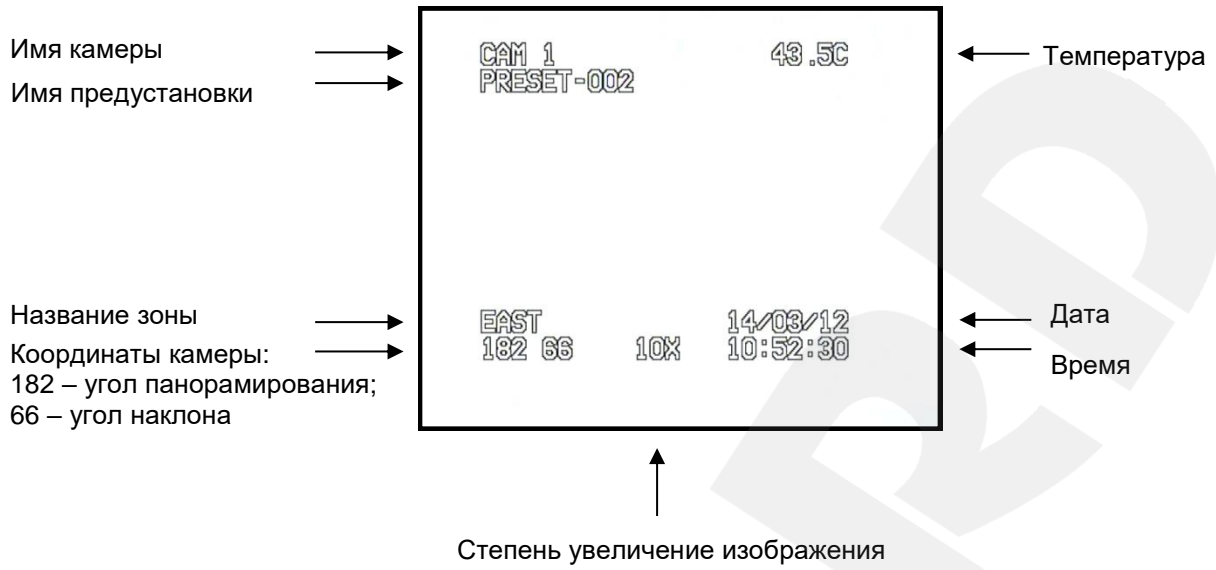 Имя камеры
CAM 1
43.5C
Температура
Имя предустановки
PRESET-002
Название зоны
EAST
14/03/12
Дата
Координаты камеры:
182 66
10X
10:52:30
Время
182 – угол панорамирования;
66 – угол наклона
Степень увеличение изображения